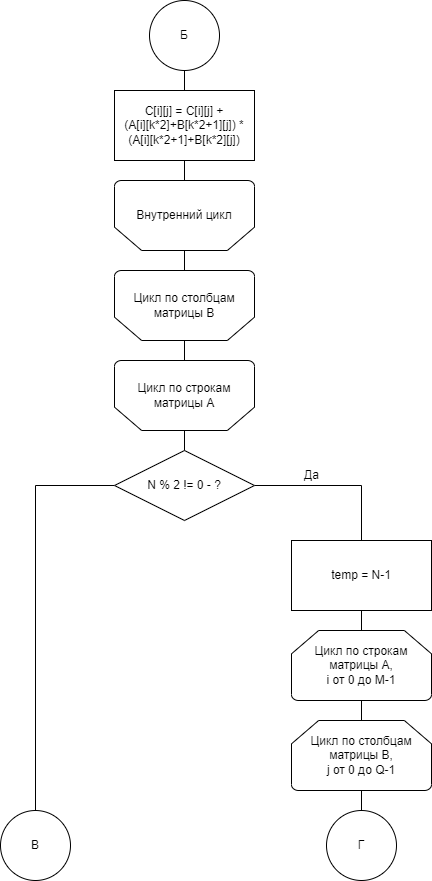 Б
C[i][j] = C[i][j] +
(A[i][k*2]+B[k*2+1][j]) *
(A[i][k*2+1]+B[k*2][j])
Внутренний цикл
Цикл по столбцам
матрицы B
Цикл по строкам
матрицы A
N % 2 != 0 - ?
Да
temp = N-1
Цикл по строкам
матрицы A,
i от 0 до M-1
Цикл по столбцам
матрицы B,
j от 0 до Q-1
В
Г